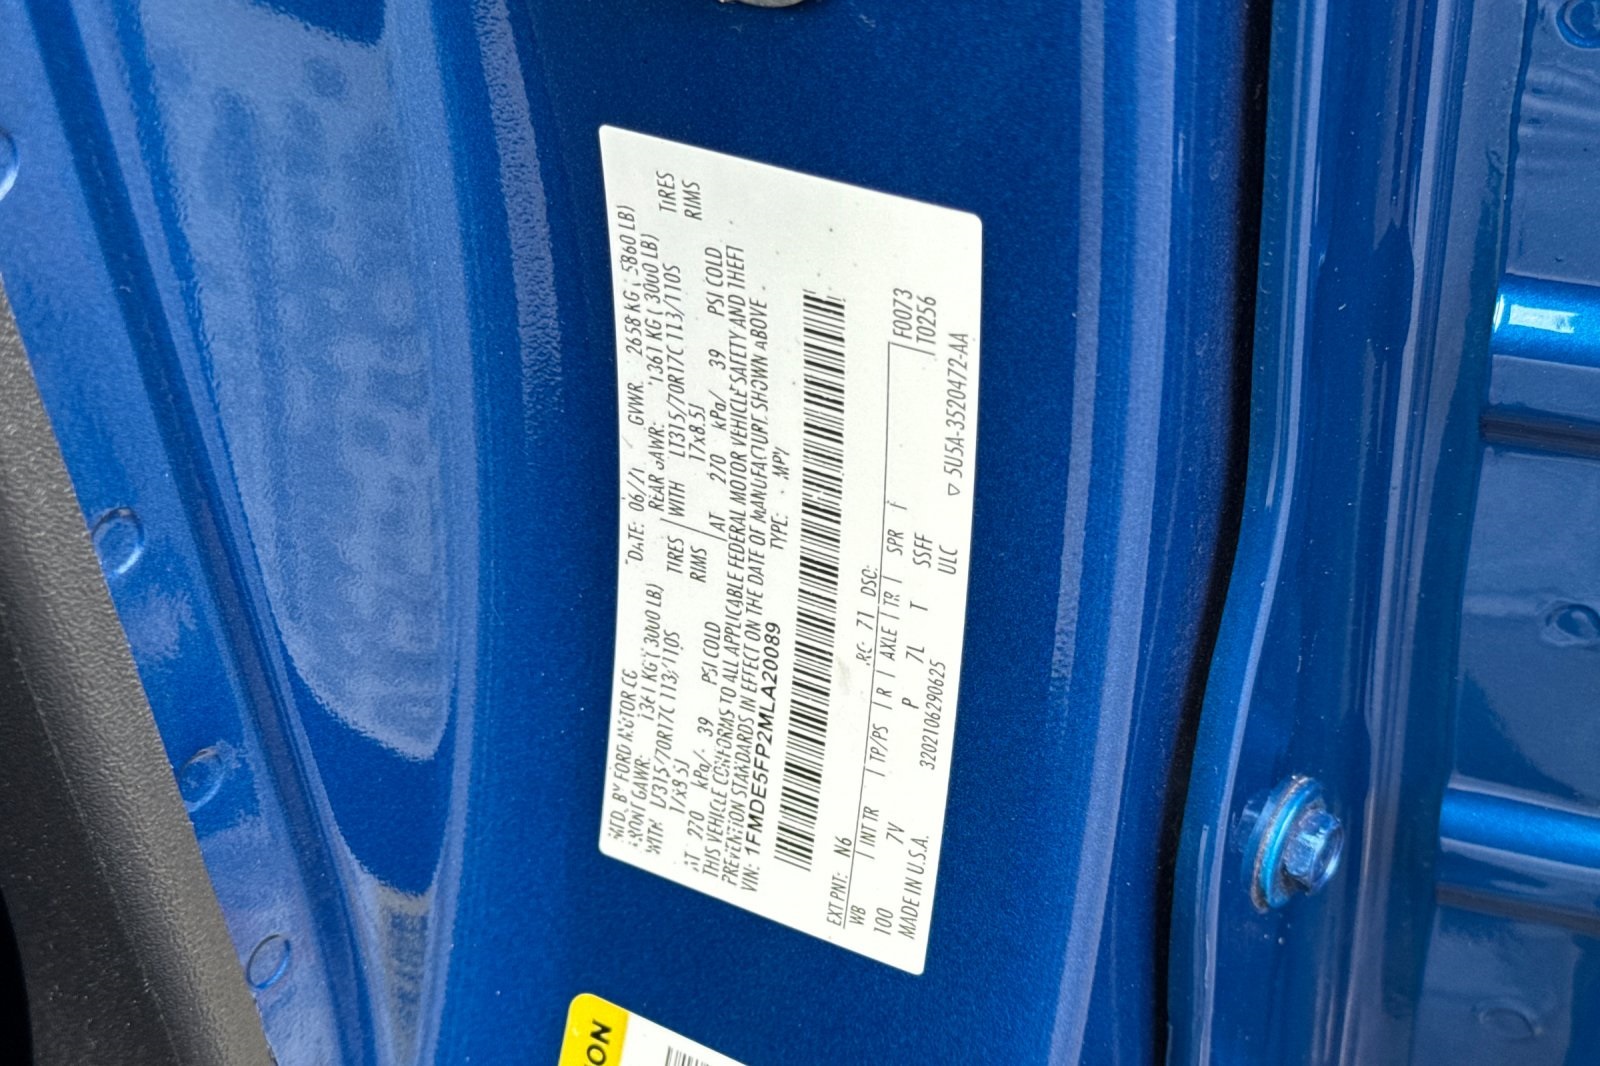 MFD. BY FORD MOTOR CO. DATE: 06/21 GVWR: 2658 KG (5860 LB)
FRONT GAWR: 1361 KG (3000 LB) REAR GAWR: 1361 KG (3000 LB)
WITH LT315/70R17C 113/110S TIRES WITH LT315/70R17C 113/110S TIRES
17x8.5J RIMS 17x8.5J RIMS
AT 270 kPa/ 39 PSI COLD AT 270 kPa/ 39 PSI COLD
THIS VEHICLE CONFORMS TO ALL APPLICABLE FEDERAL MOTOR VEHICLE SAFETY AND THEFT
PREVENTION STANDARDS IN EFFECT ON THE DATE OF MANUFACTURE SHOWN ABOVE.
VIN: 1FMDE5FP2MLA20089 TYPE: MPV
EXT PNT: N6 RC: 71 DSO: F0073
WB INT TR TP/PS R AXLE TR SPR T0256
100 7V P 7L T SSFF
MADE IN U.S.A. 3202106290625 ULC ▽ 5U5A-3520472-AA
ON